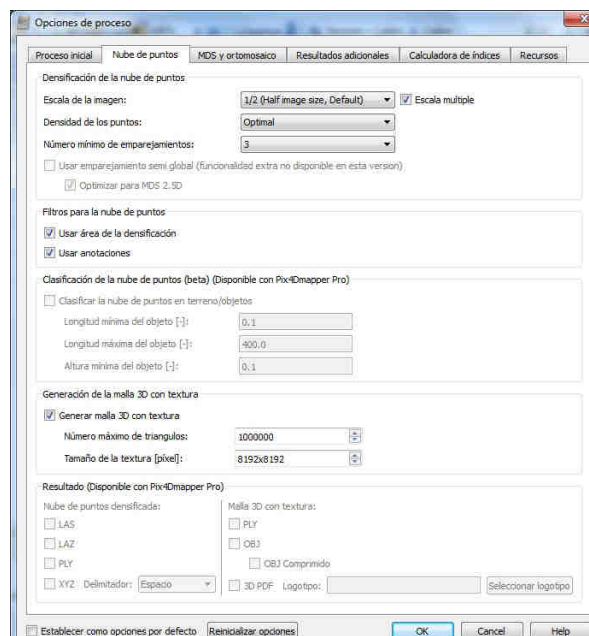 Opciones de proceso
Proceso inicial Nube de puntos MDS y ortomosaico Resultados adicionales Calculadora de índices Recursos
Densificación de la nube de puntos
Escala de la imagen: 1/2 (Half image size, Default) Escala multiple
Densidad de los puntos: Optimal
Número mínimo de emparejamientos: 3
Usar emparejamiento semi global (funcionalidad extra no disponible en esta version)
Optimizar para MDS 2.5D
Filtros para la nube de puntos
Usar área de la densificación
Usar anotaciones
Clasificación de la nube de puntos (beta) (Disponible con Pix4Dmapper Pro)
Clasificar la nube de puntos en terreno/objetos
Longitud mínima del objeto [-]: 0.1
Longitud máxima del objeto [-]: 400.0
Altura mínima del objeto [-]: 0.1
Generación de la malla 3D con textura
Generar malla 3D con textura
Número máximo de triangulos: 1000000
Tamaño de la textura [píxel]: 8192x8192
Resultado (Disponible con Pix4Dmapper Pro)
Nube de puntos densificada: Malla 3D con textura:
LAS PLY
LAZ OBJ
PLY OBJ Comprimido
XYZ Delimitador: Espacio 3D PDF Logotipo: Seleccionar logotipo
Establecer como opciones por defecto Reinicializar opciones OK Cancel Help